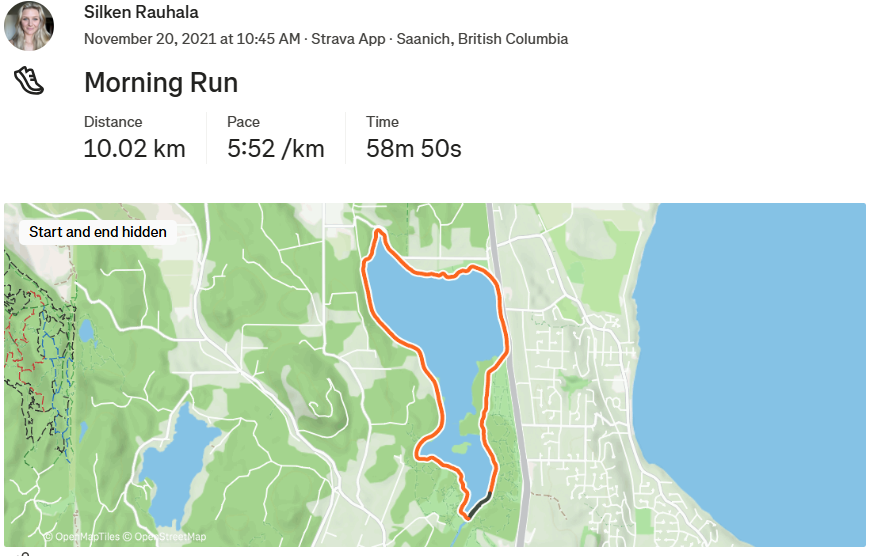 Silken Rauhala
November 20, 2021 at 10:45 AM · Strava App · Saanich, British Columbia
Morning Run
Distance Pace Time
10.02 km 5:52 /km 58m 50s
Start and end hidden
© OpenMapTiles © OpenStreetMap